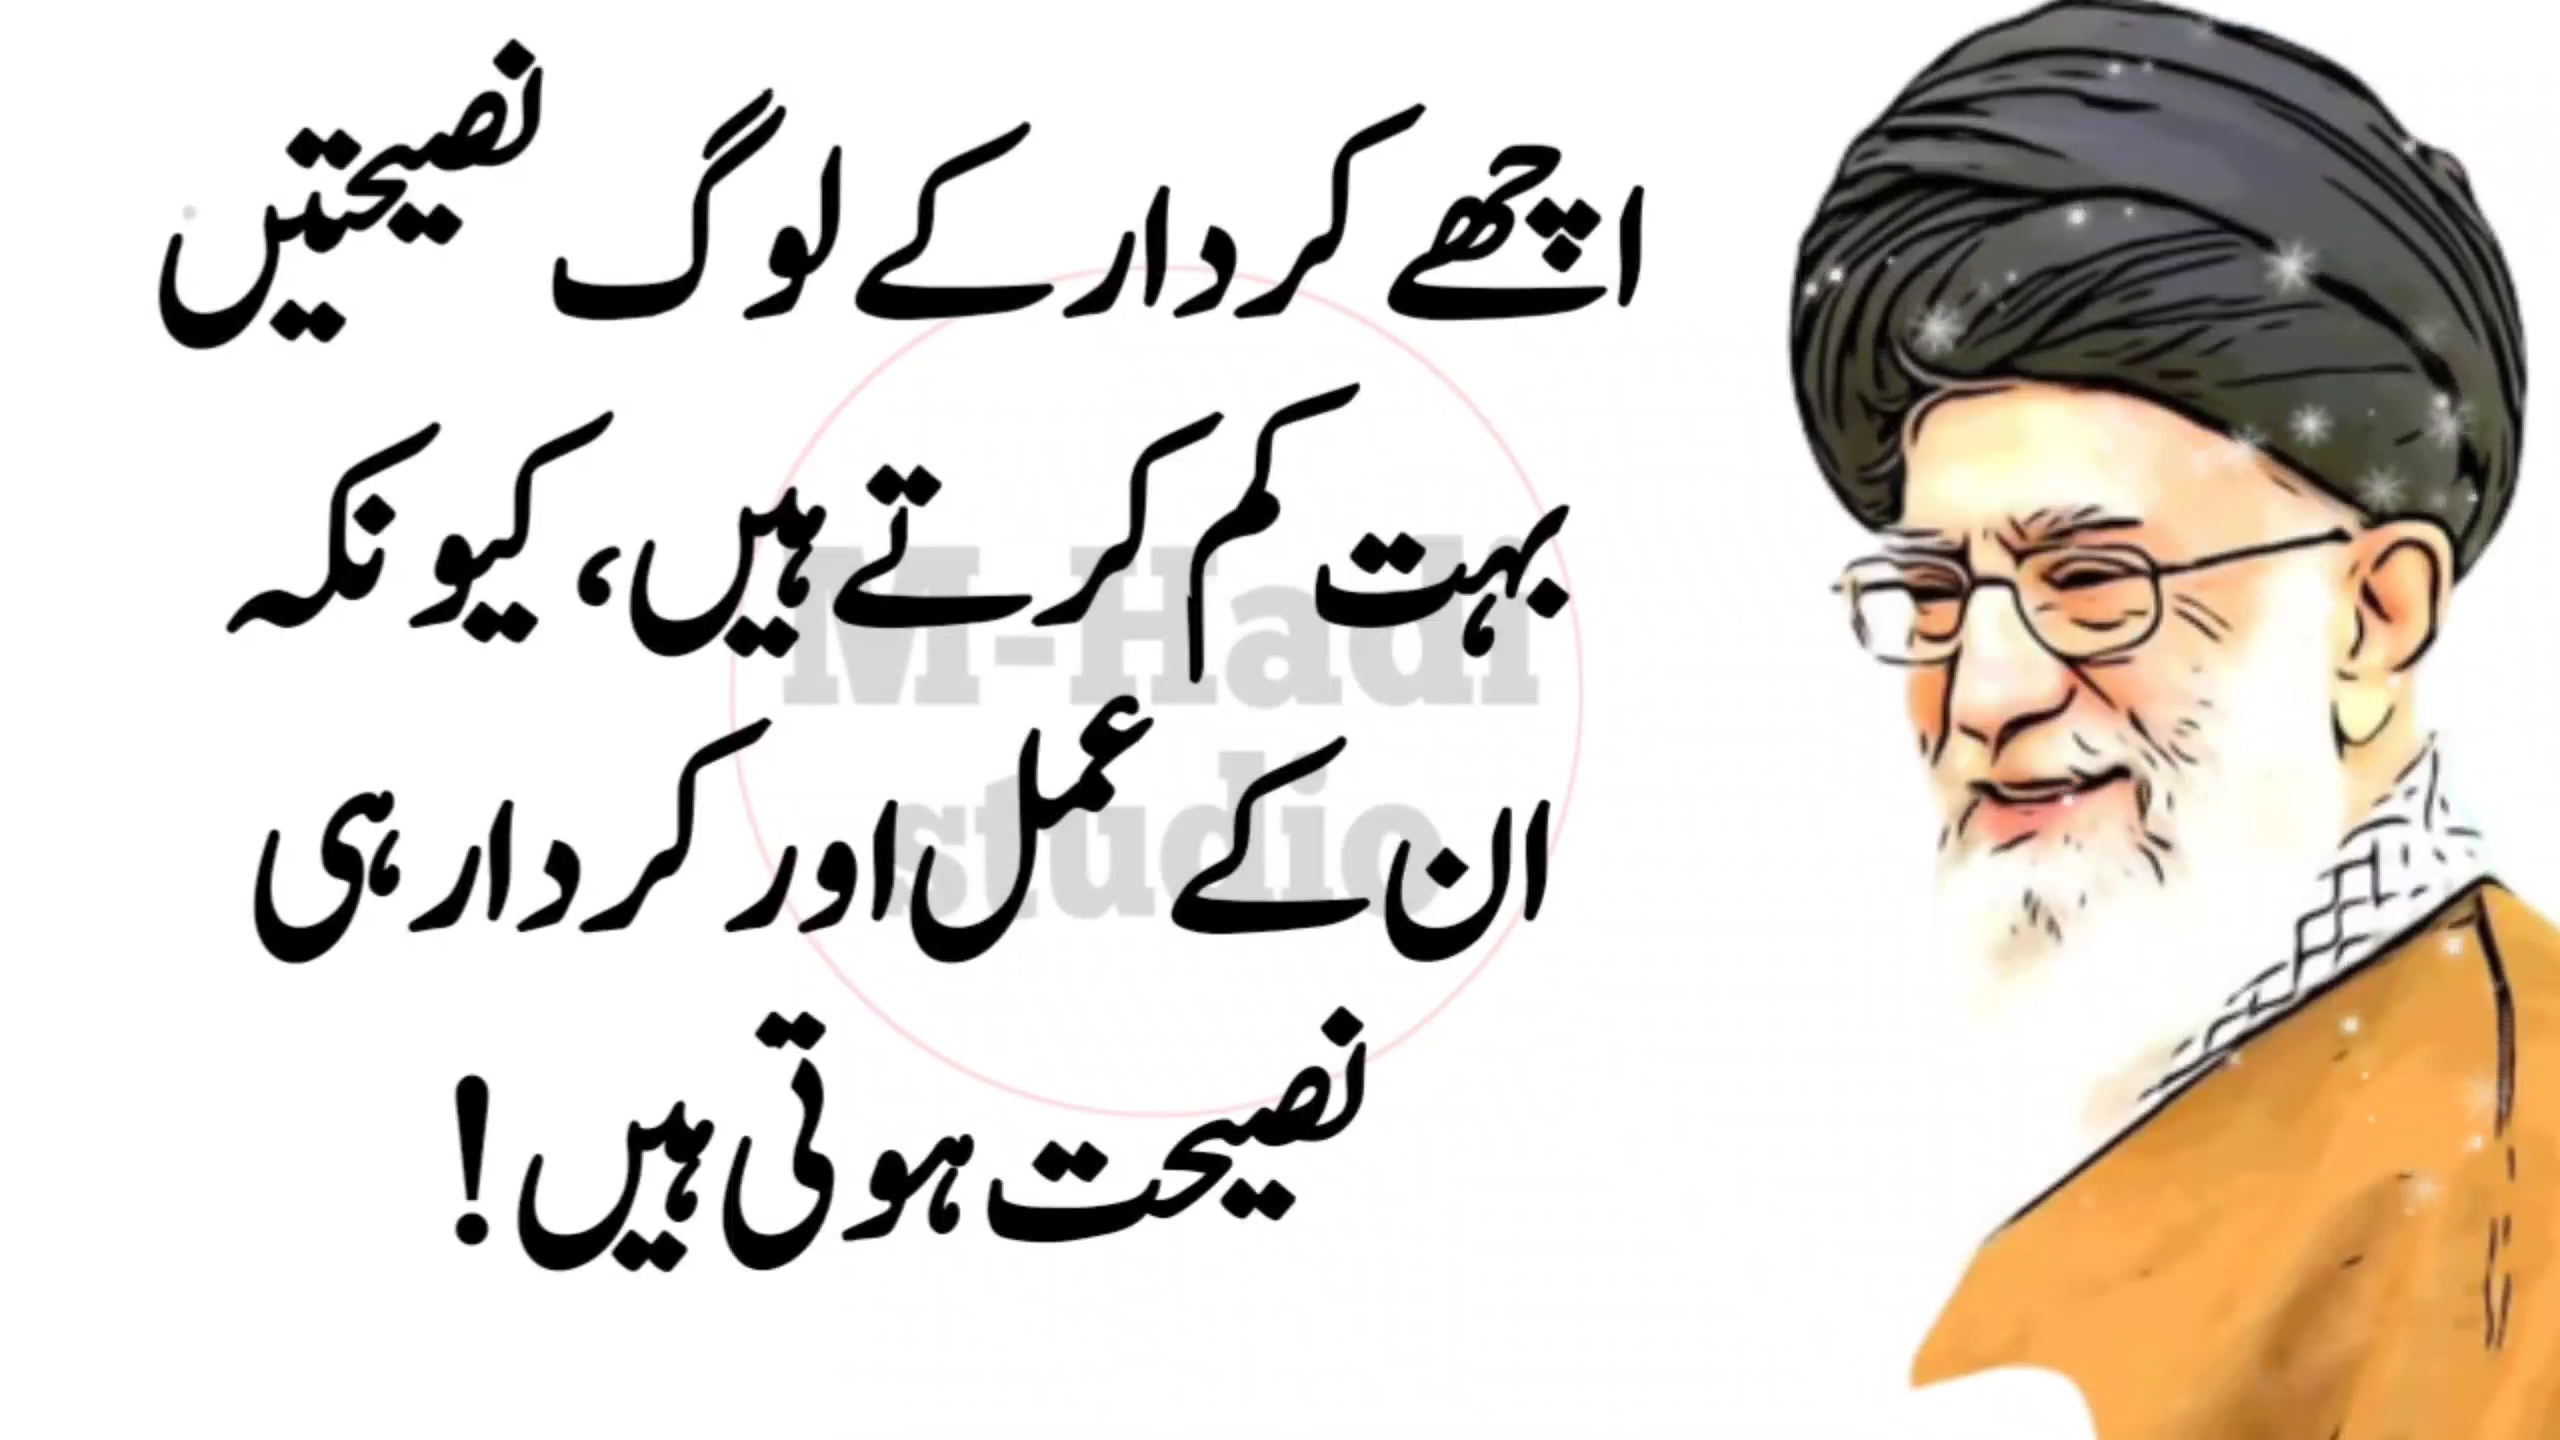 اچھے کردار کے لوگ نصیحتیں
بہت کم کرتے ہیں، کیونکہ
ان کے عمل اور کردار ہی
نصیحت ہوتی ہیں!
M-Hadi
studio